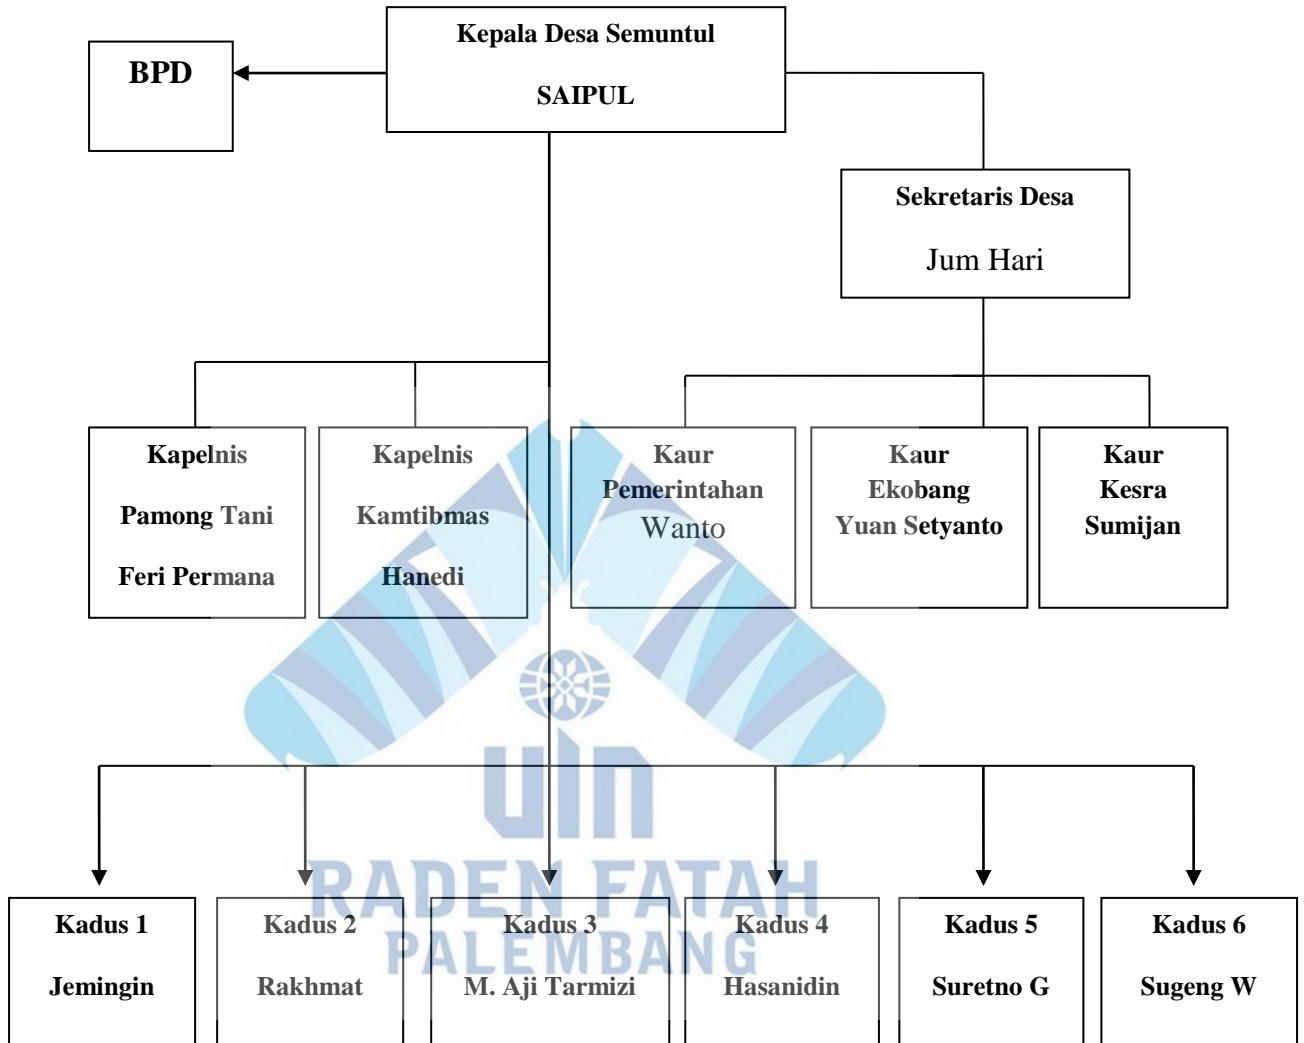 Kepala Desa Semuntul
SAIPUL
BPD
Sekretaris Desa
Jum Hari
Kapelnis
Pamong Tani
Feri Permana
Kapelnis
Kamtibmas
Hanedi
Kaur
Pemerintahan
Wanto
Kaur
Ekobang
Yuan Setyanto
Kaur
Kesra
Sumijan
uin
RADEN FATAH
PALEMBANG
Kadus 1
Jemingin
Kadus 2
Rakhmat
Kadus 3
M. Aji Tarmizi
Kadus 4
Hasanidin
Kadus 5
Suretno G
Kadus 6
Sugeng W